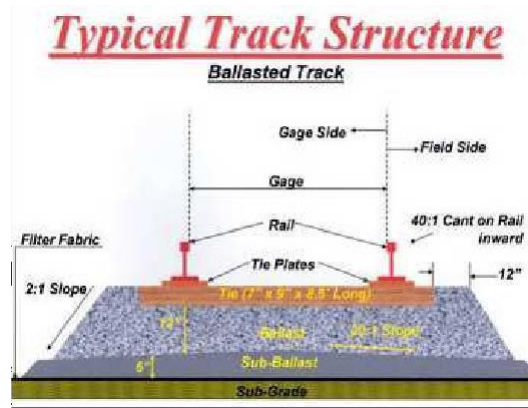 Typical Track Structure
Ballasted Track
Gage Side
Field Side
Gage
Rail
40:1 Cant on Rail
inward
Filter Fabric
Tie Plates
12"
2:1 Slope
Tie (7" x 9" x 8.5' Long)
12"
Ballast
Slope
Sub-Ballast
6"
Sub-Grade